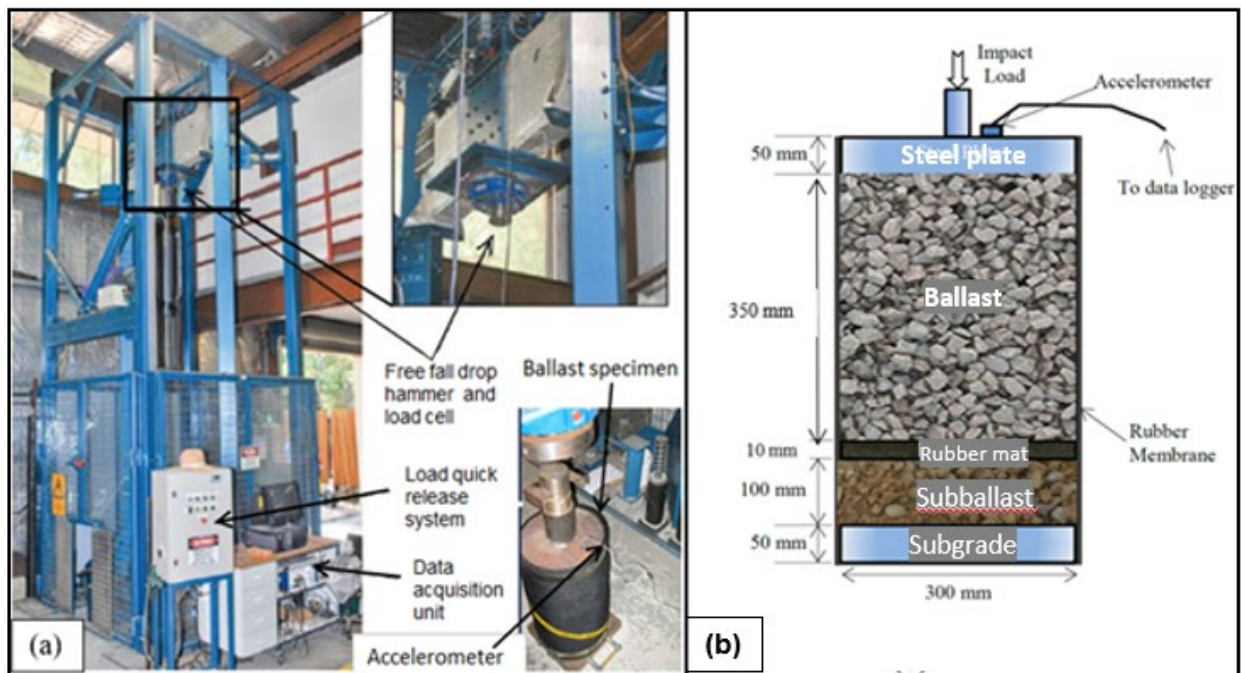 Free fall drop
hammer and
load cell
Ballast specimen
Load quick
release
system
Data
acquisition
unit
Accelerometer
(a)
Impact
Load
Accelerometer
50 mm
Steel plate
To data logger
350 mm
Ballast
10 mm
Rubber mat
Rubber
Membrane
100 mm
Subballast
50 mm
Subgrade
300 mm
(b)